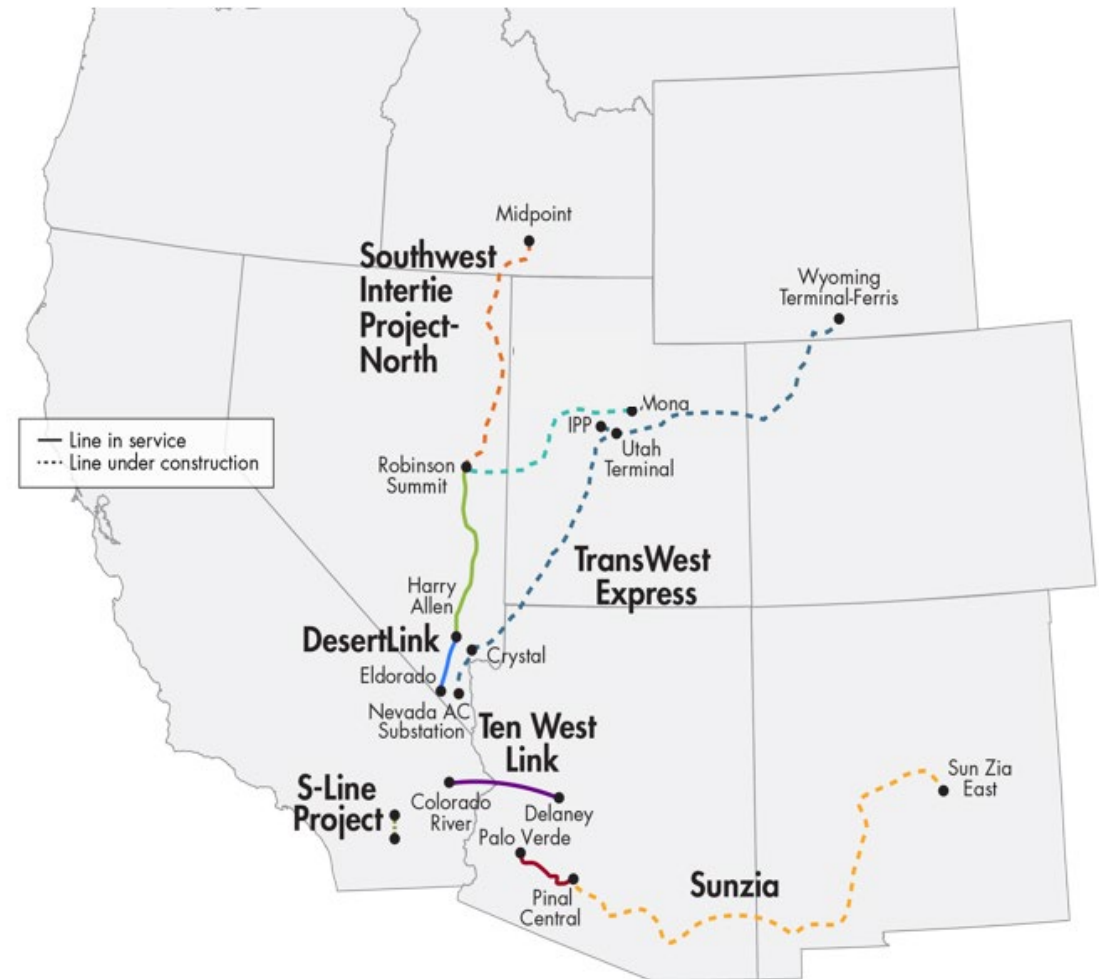 Midpoint
Southwest
Intertie
Project-
North
Wyoming
Terminal-Ferris
Mona
IPP
Utah
Terminal
Line in service
Line under construction
Robinson
Summit
TransWest
Express
Harry
Allen
DesertLink
Crystal
Eldorado
Nevada AC
Substation
Ten West
Link
S-Line
Project
Colorado
River
Delaney
Sun Zia
East
Palo Verde
Pinal
Central
Sunzia